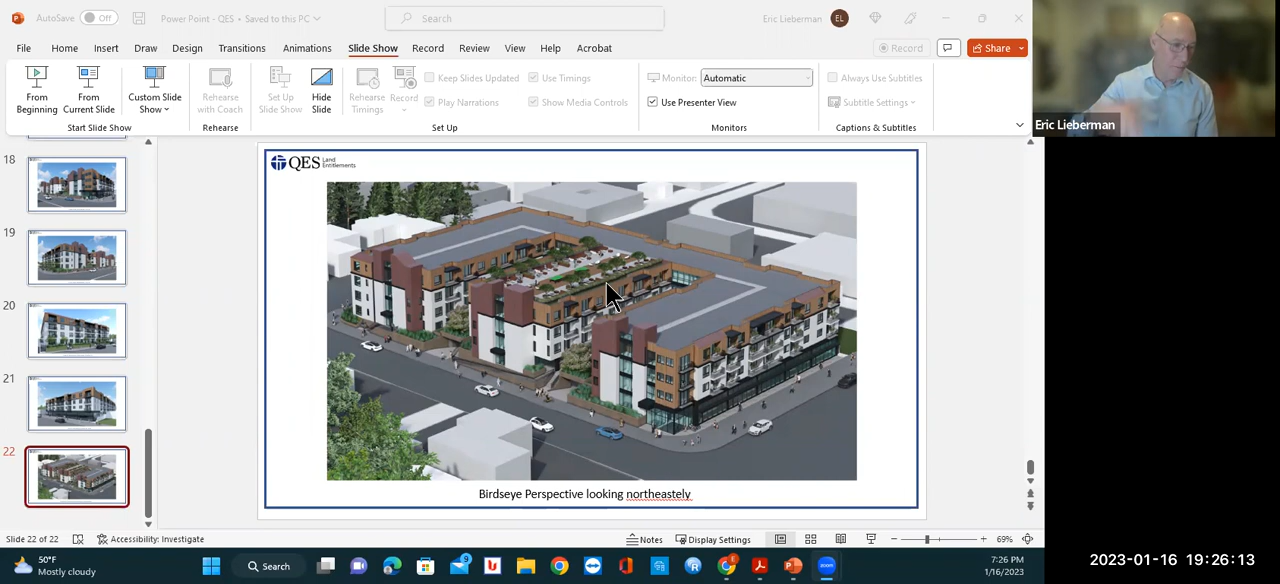 AutoSave Off Power Point - QES • Saved to this PC Search Eric Lieberman EL
File Home Insert Draw Design Transitions Animations Slide Show Record Review View Help Acrobat Record Share
From Beginning
From Current Slide
Custom Slide Show
Rehearse with Coach
Set Up Slide Show
Hide Slide
Rehearse Timings
Record
Keep Slides Updated
Use Timings
Play Narrations
Show Media Controls
Monitor: Automatic
Use Presenter View
Always Use Subtitles
Subtitle Settings
Start Slide Show Rehearse Set Up Monitors Captions & Subtitles
Eric Lieberman
18
19
20
21
22
QES Land
Entitlements
Birdseye Perspective looking northeastely
Slide 22 of 22 Accessibility: Investigate Notes Display Settings 69%
50°F
Mostly cloudy
Search
9
zoom
7:26 PM
1/16/2023
2023-01-16 19:26:13